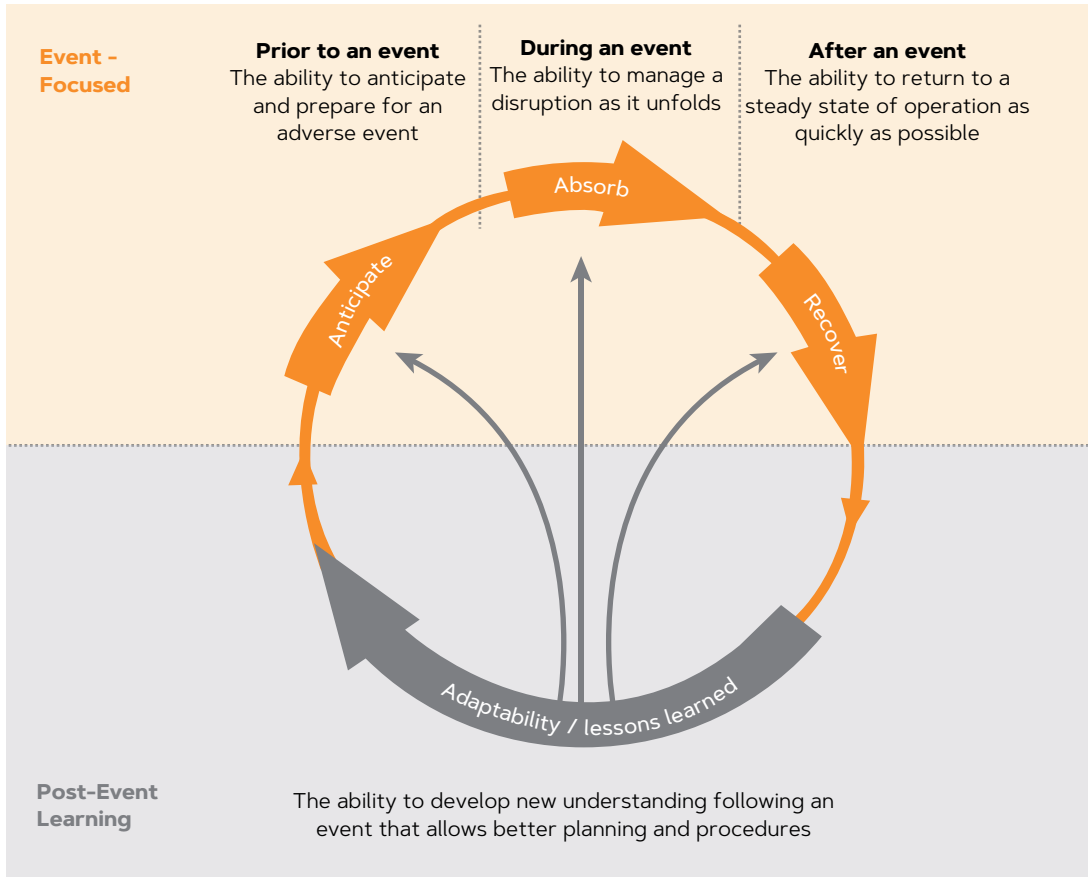 Event -
Focused
Prior to an event
The ability to anticipate
and prepare for an
adverse event
During an event
The ability to manage a
disruption as it unfolds
After an event
The ability to return to a
steady state of operation as
quickly as possible
Anticipate
Absorb
Recover
Adaptability / lessons learned
Post-Event
Learning
The ability to develop new understanding following an
event that allows better planning and procedures